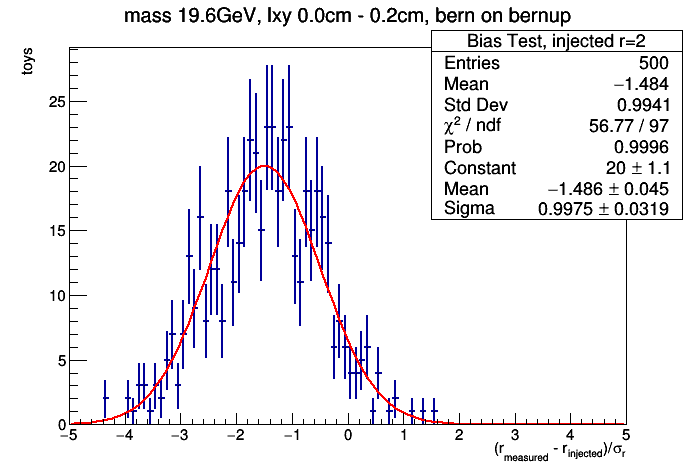 mass 19.6GeV, lxy 0.0cm - 0.2cm, bern on bernup
Bias Test, injected r=2
Entries 500
Mean −1.484
Std Dev 0.9941
χ² / ndf 56.77 / 97
Prob 0.9996
Constant 20 ± 1.1
Mean −1.486 ± 0.045
Sigma 0.9975 ± 0.0319
toys
25
20
15
10
5
0
−5 −4 −3 −2 −1 0 1 2 3 4 5
(r_measured - r_injected)/σ_r